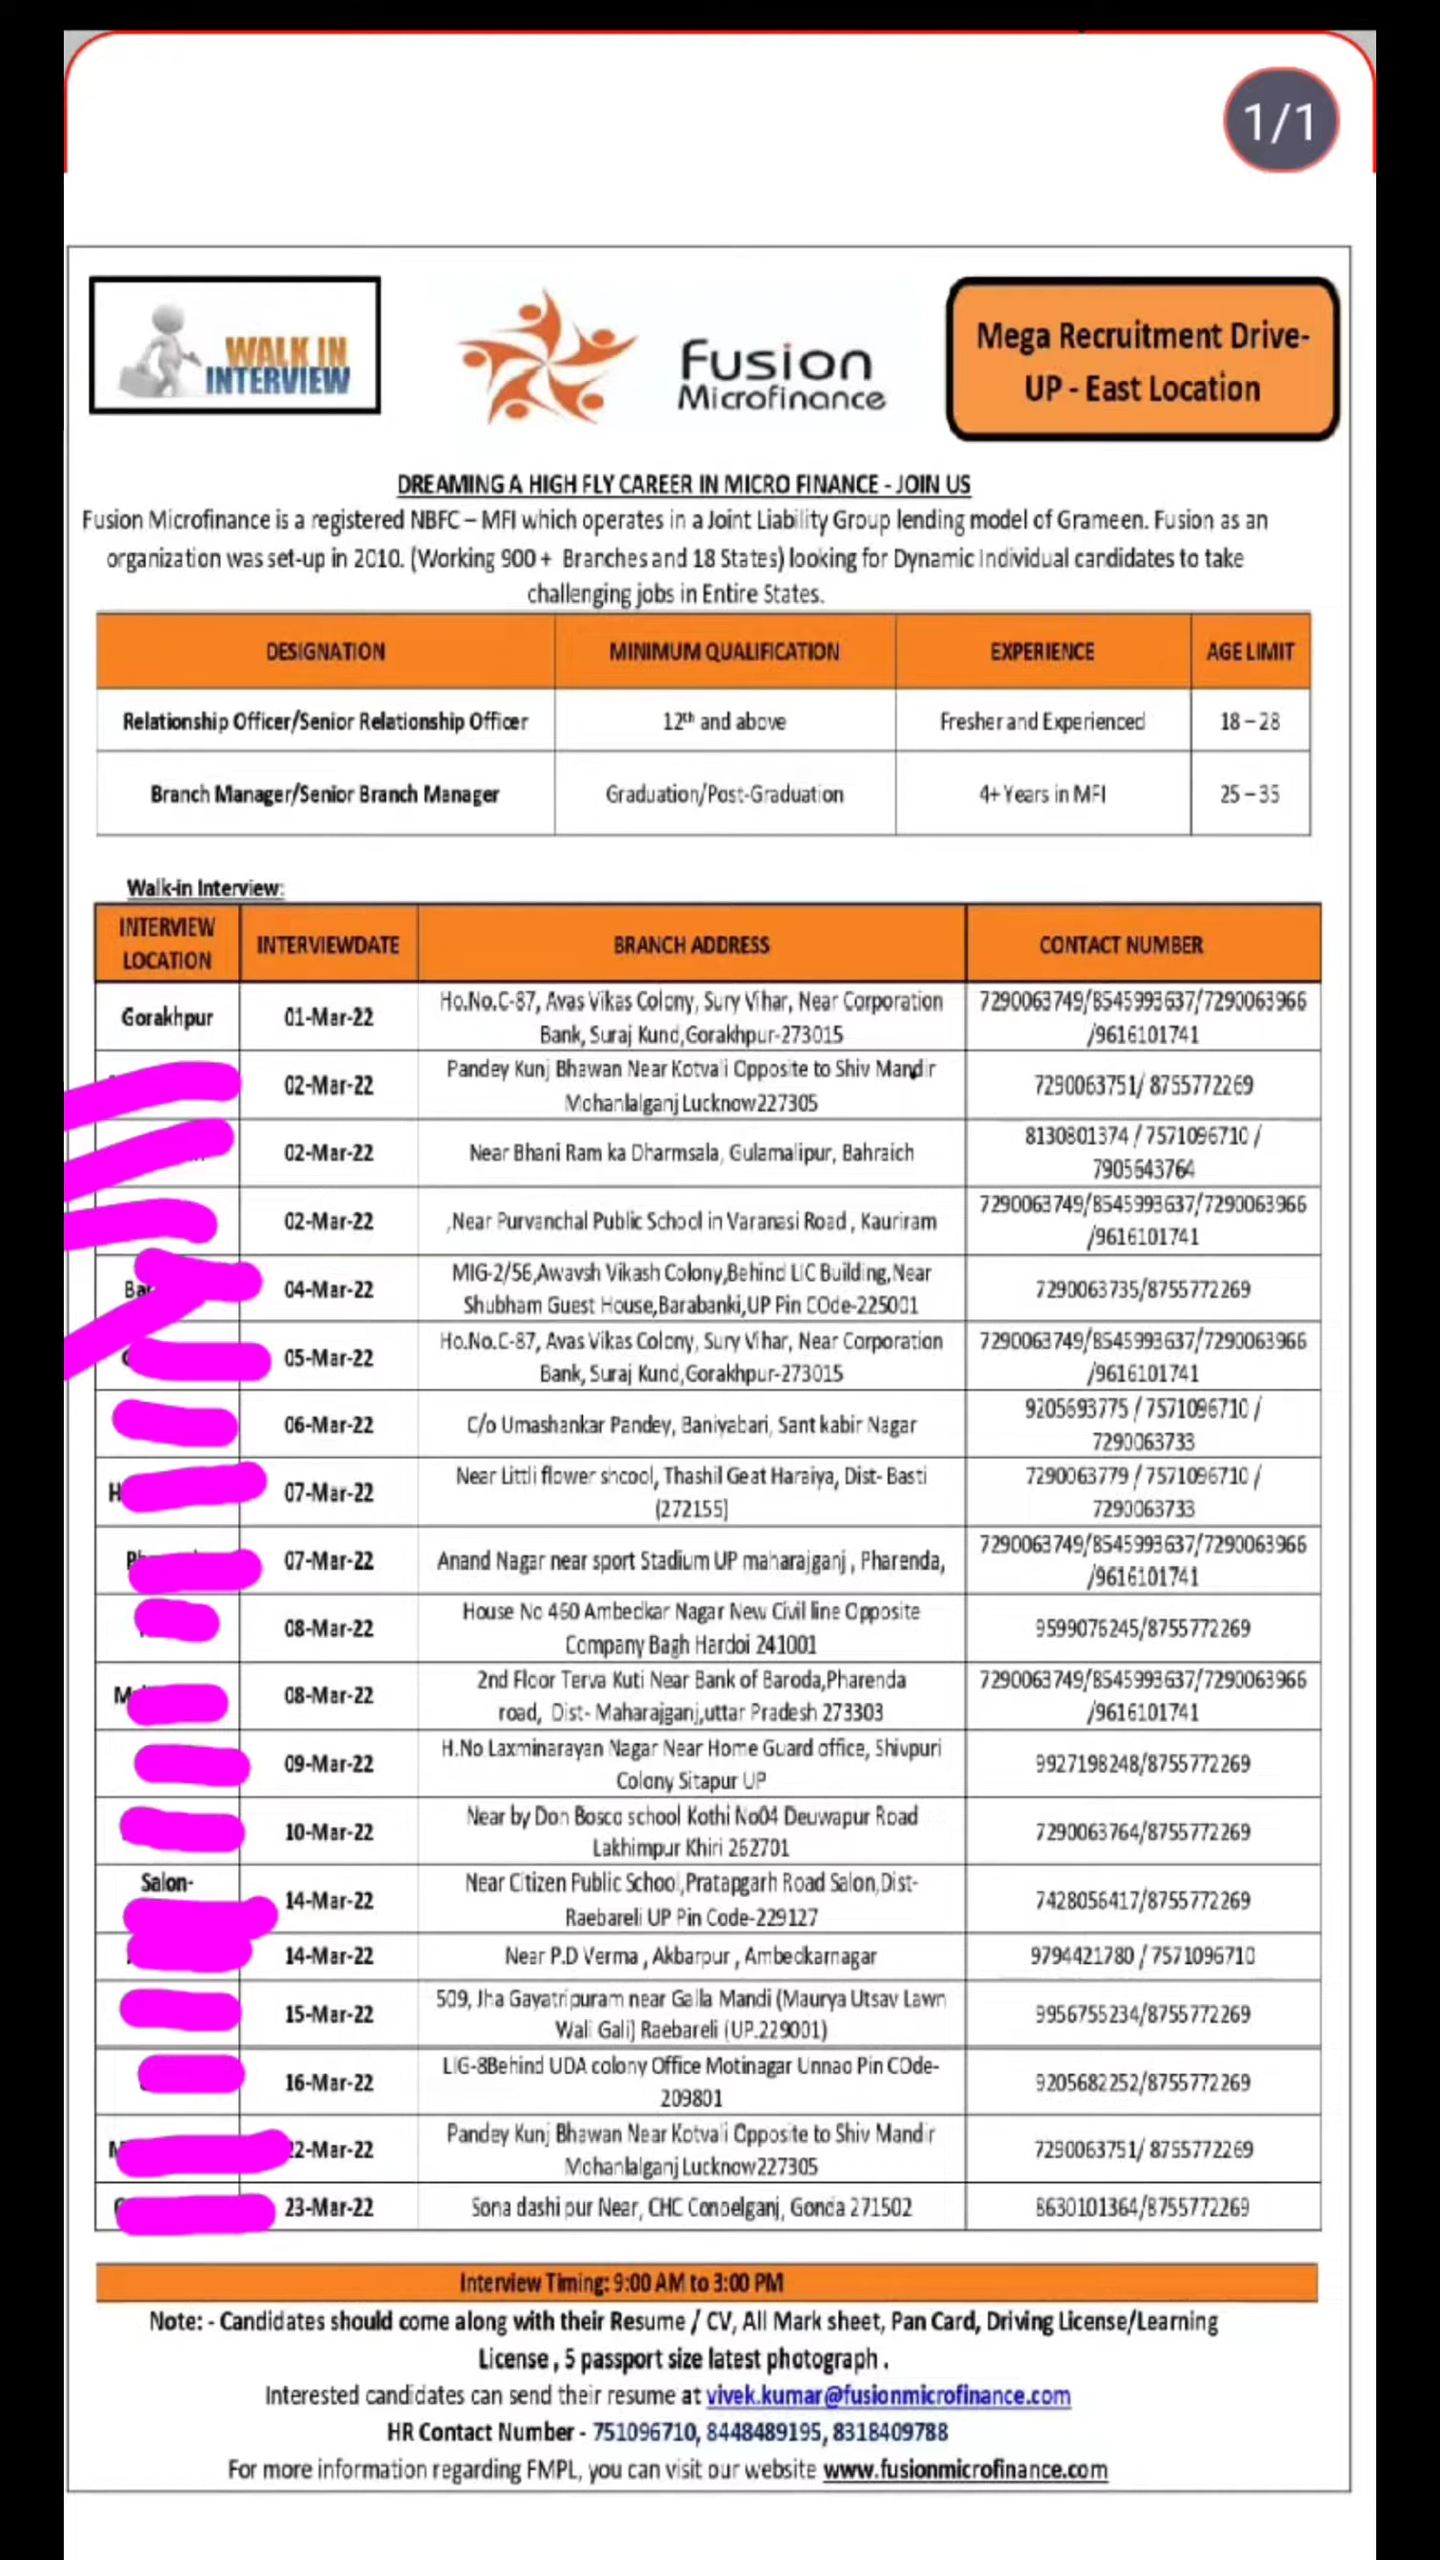 1/1
WALK IN
INTERVIEW
Fusion
Microfinance
Mega Recruitment Drive-
UP - East Location
DREAMING A HIGH FLY CAREER IN MICRO FINANCE - JOIN US
Fusion Microfinance is a registered NBFC – MFI which operates in a Joint Liability Group lending model of Grameen. Fusion as an
organization was set-up in 2010. (Working 900 + Branches and 18 States) looking for Dynamic Individual candidates to take
challenging jobs in Entire States.
DESIGNATION MINIMUM QUALIFICATION EXPERIENCE AGE LIMIT
Relationship Officer/Senior Relationship Officer 12th and above Fresher and Experienced 18 – 28
Branch Manager/Senior Branch Manager Graduation/Post-Graduation 4+ Years in MFI 25 – 35
Walk-in Interview:
INTERVIEW
LOCATION
INTERVIEWDATE BRANCH ADDRESS CONTACT NUMBER
Gorakhpur 01-Mar-22 Ho.No.C-87, Avas Vikas Colony, Sury Vihar, Near Corporation
Bank, Suraj Kund,Gorakhpur-273015
7290063749/8545993637/7290063966
/9616101741
02-Mar-22 Pandey Kunj Bhawan Near Kotvali Opposite to Shiv Mandir
Mohanlalganj Lucknow227305
7290063751/ 8755772269
02-Mar-22 Near Bhani Ram ka Dharmsala, Gulamalipur, Bahraich
8130801374 / 7571096710 /
7905643764
02-Mar-22 ,Near Purvanchal Public School in Varanasi Road , Kauriram
7290063749/8545993637/7290063966
/9616101741
04-Mar-22 MIG-2/56,Awavsh Vikash Colony,Behind LIC Building,Near
Shubham Guest House,Barabanki,UP Pin COde-225001
7290063735/8755772269
05-Mar-22 Ho.No.C-87, Avas Vikas Colony, Sury Vihar, Near Corporation
Bank, Suraj Kund,Gorakhpur-273015
7290063749/8545993637/7290063966
/9616101741
06-Mar-22 C/o Umashankar Pandey, Baniyabari, Sant kabir Nagar
9205693775 / 7571096710 /
7290063733
07-Mar-22 Near Littli flower shcool, Thashil Geat Haraiya, Dist- Basti
(272155)
7290063779 / 7571096710 /
7290063733
07-Mar-22 Anand Nagar near sport Stadium UP maharajganj , Pharenda,
7290063749/8545993637/7290063966
/9616101741
08-Mar-22 House No 460 Ambedkar Nagar New Civil line Opposite
Company Bagh Hardoi 241001
9599076245/8755772269
08-Mar-22 2nd Floor Terva Kuti Near Bank of Baroda,Pharenda
road, Dist- Maharajganj,uttar Pradesh 273303
7290063749/8545993637/7290063966
/9616101741
09-Mar-22 H.No Laxminarayan Nagar Near Home Guard office, Shivpuri
Colony Sitapur UP
9927198248/8755772269
10-Mar-22 Near by Don Bosco school Kothi No04 Deuwapur Road
Lakhimpur Khiri 262701
7290063764/8755772269
Salon-
14-Mar-22 Near Citizen Public School,Pratapgarh Road Salon,Dist-
Raebareli UP Pin Code-229127
7428056417/8755772269
14-Mar-22 Near P.D Verma , Akbarpur , Ambedkarnagar 9794421780 / 7571096710
15-Mar-22 509, Jha Gayatripuram near Galla Mandi (Maurya Utsav Lawn
Wali Gali) Raebareli (UP.229001)
9956755234/8755772269
16-Mar-22 LIG-8Behind UDA colony Office Motinagar Unnao Pin COde-
209801
9205682252/8755772269
22-Mar-22 Pandey Kunj Bhawan Near Kotvali Opposite to Shiv Mandir
Mohanlalganj Lucknow227305
7290063751/ 8755772269
23-Mar-22 Sona dashi pur Near, CHC Conoelganj, Gonda 271502 8630101364/8755772269
Interview Timing: 9:00 AM to 3:00 PM
Note: - Candidates should come along with their Resume / CV, All Mark sheet, Pan Card, Driving License/Learning
License , 5 passport size latest photograph .
Interested candidates can send their resume at vivek.kumar@fusionmicrofinance.com
HR Contact Number - 751096710, 8448489195, 8318409788
For more information regarding FMPL, you can visit our website www.fusionmicrofinance.com